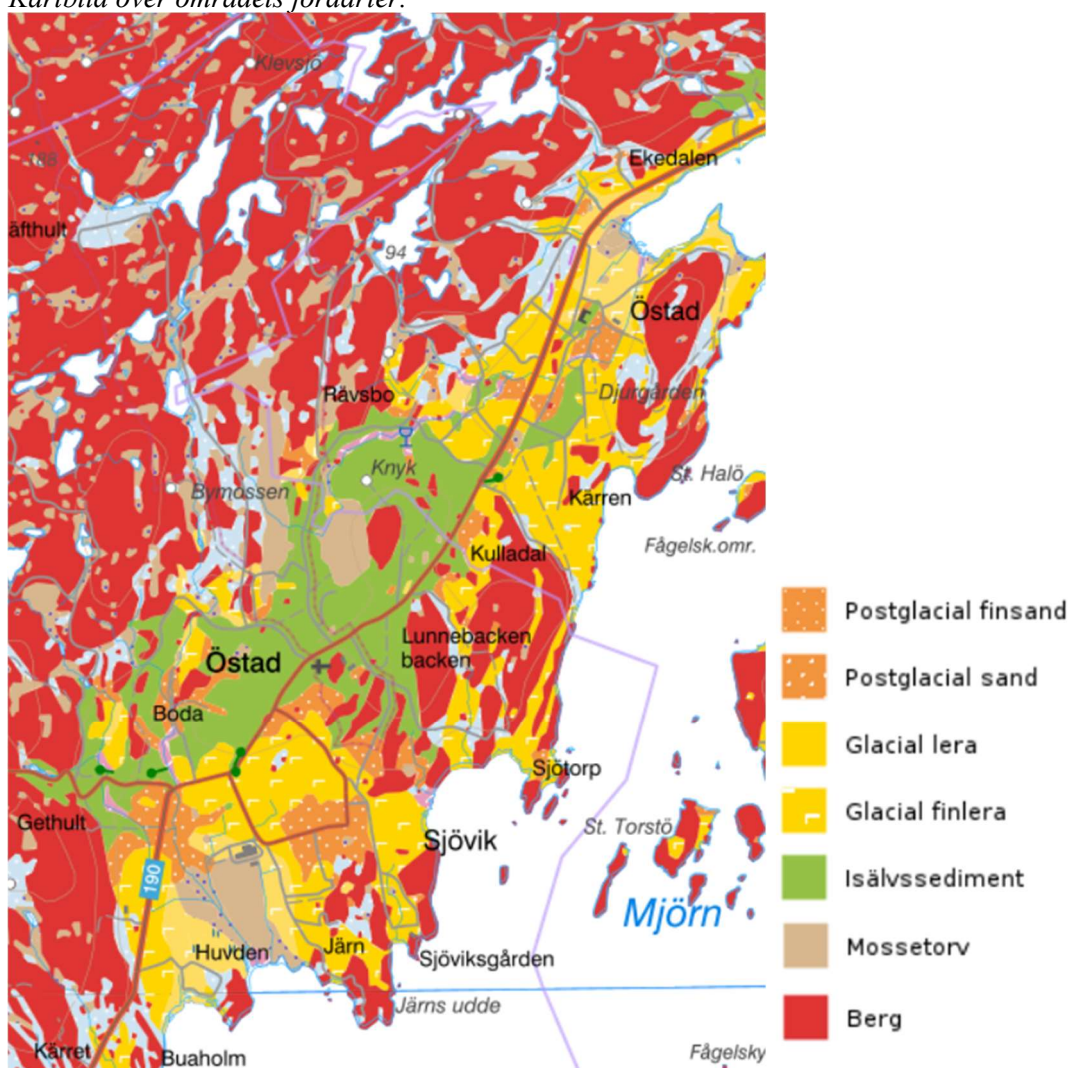 Kartbild över områdets jordarter.
Klevsjö
Ekedalen
äfthult
94
Östad
Rävsbo
Djurgården
Knyk
St. Halö
Bymossen
Kärren
Fågelsk.omr.
Kulladal
Postglacial finsand
Lunnebacken
backen
Östad
Postglacial sand
Boda
Glacial lera
Sjötorp
Glacial finlera
Gethult
St. Torstö
Sjövik
190
Isälvssediment
Mjörn
Mossetorv
Huvden
Järn
Sjöviksgården
Järns udde
Berg
Kärret
Buaholm
Fågelsky